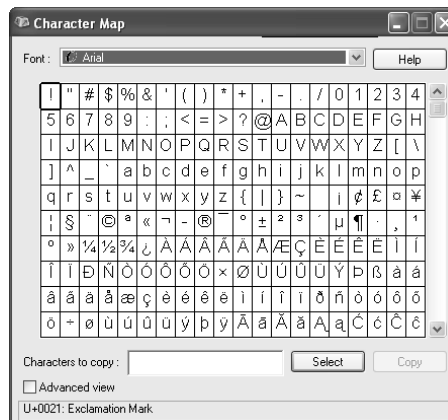 Character Map
Font : Arial Help
! " # $ % & ' ( ) * + , - . / 0 1 2 3 4
5 6 7 8 9 : ; < = > ? @ A B C D E F G H
I J K L M N O P Q R S T U V W X Y Z [ \
] ^ _ ` a b c d e f g h i j k l m n o p
q r s t u v w x y z { | } ~ ¡ ¢ £ ¤ ¥
¦ § ¨ © ª « ¬ - ® ¯ ° ± ² ³ ´ µ ¶ · ¸ ¹
º » ¼ ½ ¾ ¿ À Á Â Ã Ä Å Æ Ç È É Ê Ë Ì Í
Î Ï Ð Ñ Ò Ó Ô Õ Ö × Ø Ù Ú Û Ü Ý Þ ß à á
â ã ä å æ ç è é ê ë ì í î ï ð ñ ò ó ô õ
ö ÷ ø ù ú û ü ý þ ÿ Ā ā Ă ă Ą ą Ć ć Ĉ ĉ
Characters to copy : Select Copy
Advanced view
U+0021: Exclamation Mark